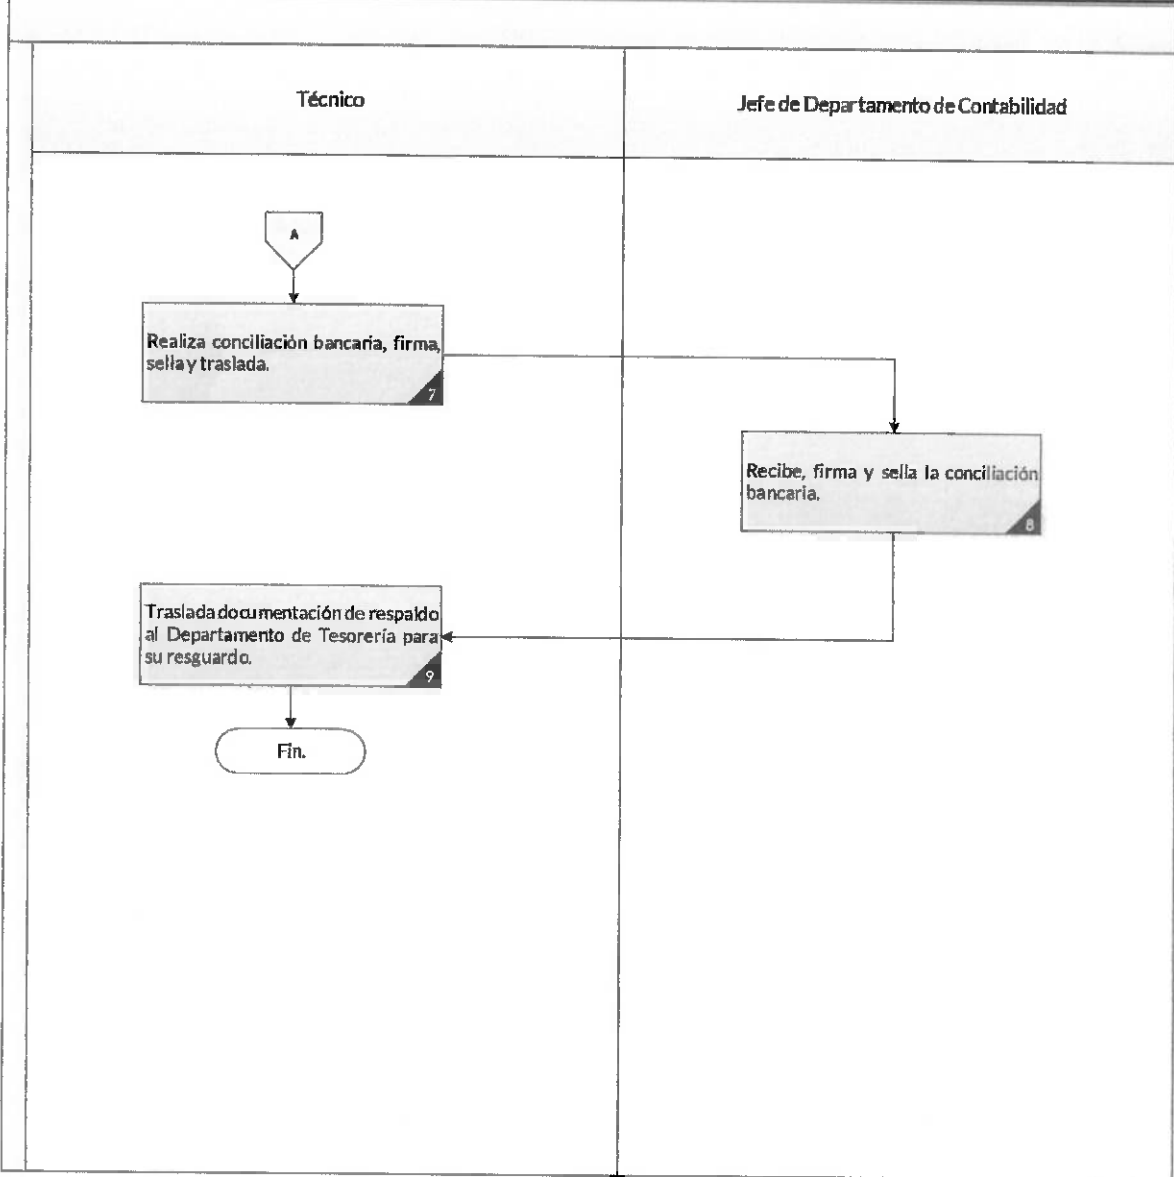 Técnico
Jefe de Departamento de Contabilidad
A
Realiza conciliación bancaria, firma,
sella y traslada.
7
Recibe, firma y sella la conciliación
bancaria.
8
Traslada documentación de respaldo
al Departamento de Tesorería para
su resguardo.
9
Fin.